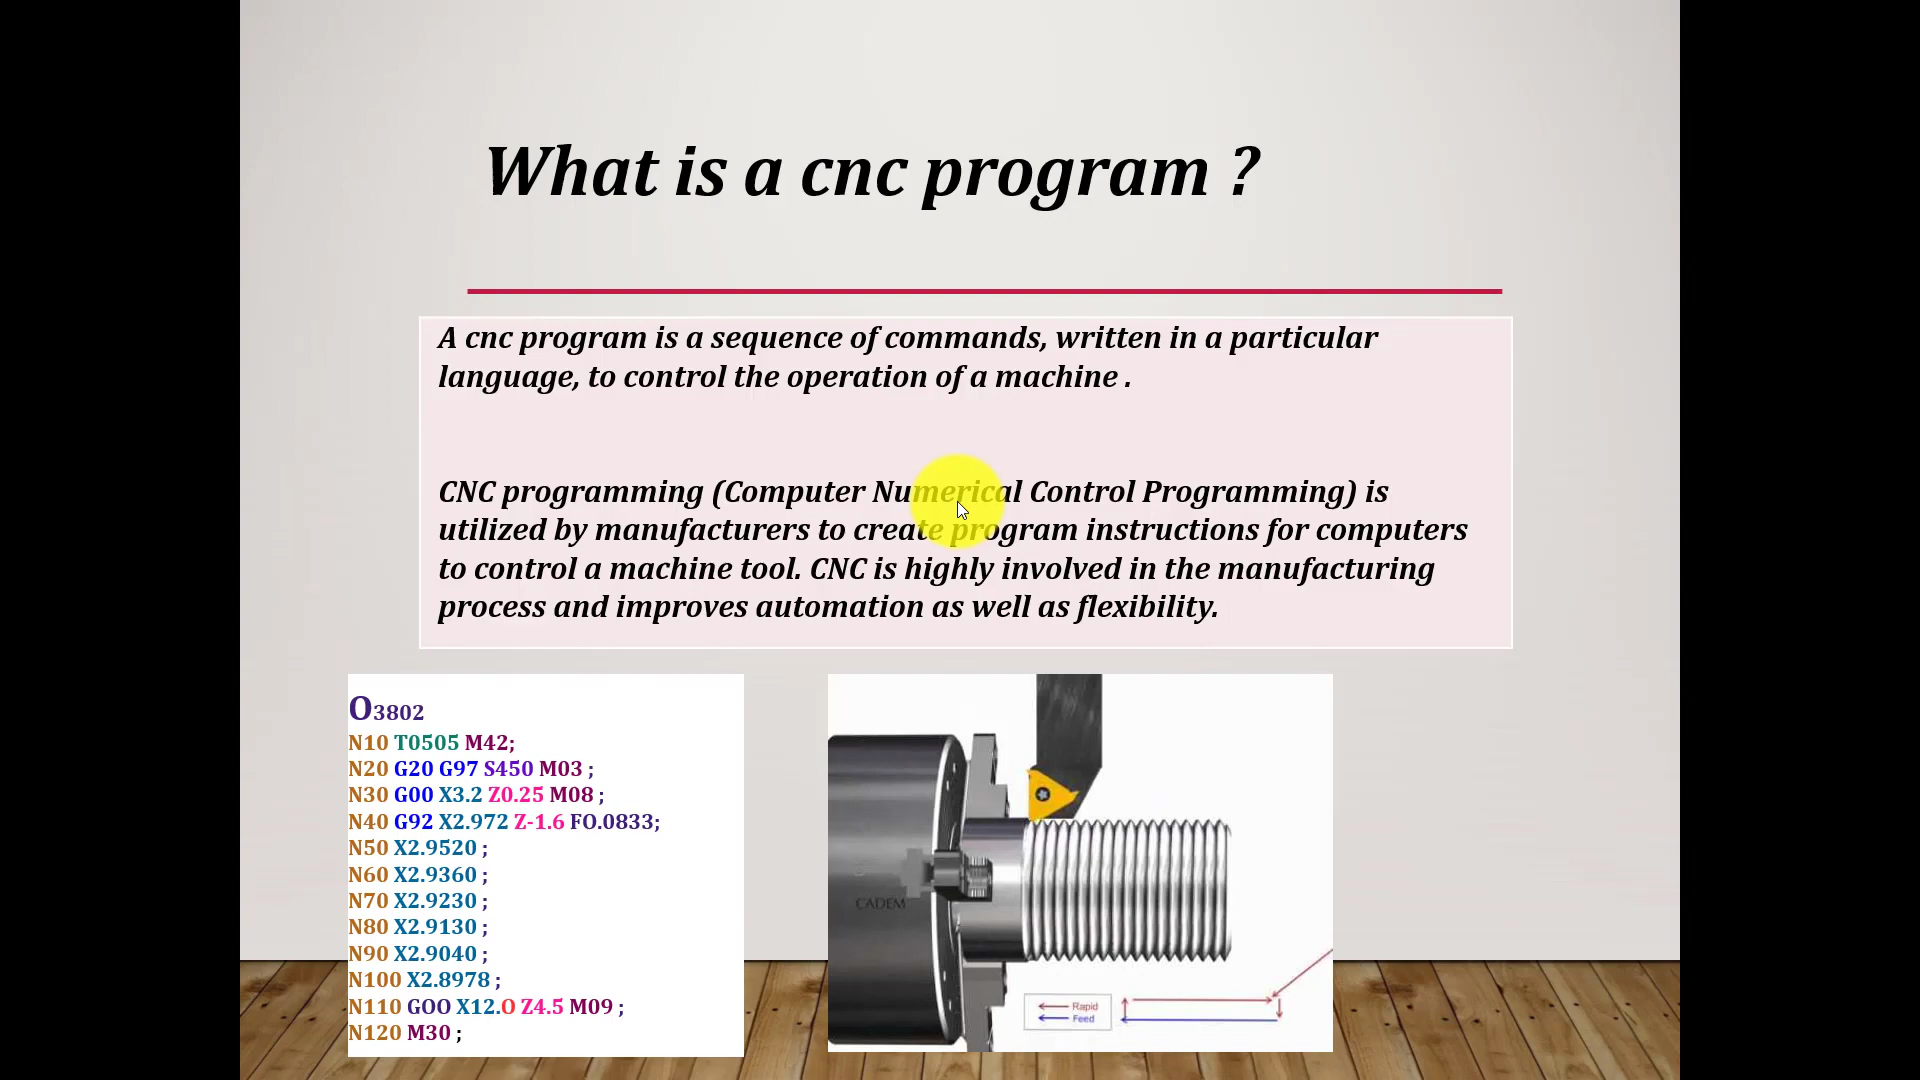 What is a cnc program ?
A cnc program is a sequence of commands, written in a particular
language, to control the operation of a machine .
CNC programming (Computer Numerical Control Programming) is
utilized by manufacturers to create program instructions for computers
to control a machine tool. CNC is highly involved in the manufacturing
process and improves automation as well as flexibility.
O3802
N10 T0505 M42;
N20 G20 G97 S450 M03 ;
N30 G00 X3.2 Z0.25 M08 ;
N40 G92 X2.972 Z-1.6 FO.0833;
N50 X2.9520 ;
N60 X2.9360 ;
N70 X2.9230 ;
N80 X2.9130 ;
N90 X2.9040 ;
N100 X2.8978 ;
N110 GOO X12.O Z4.5 M09 ;
N120 M30 ;
CADEM
Rapid
Feed